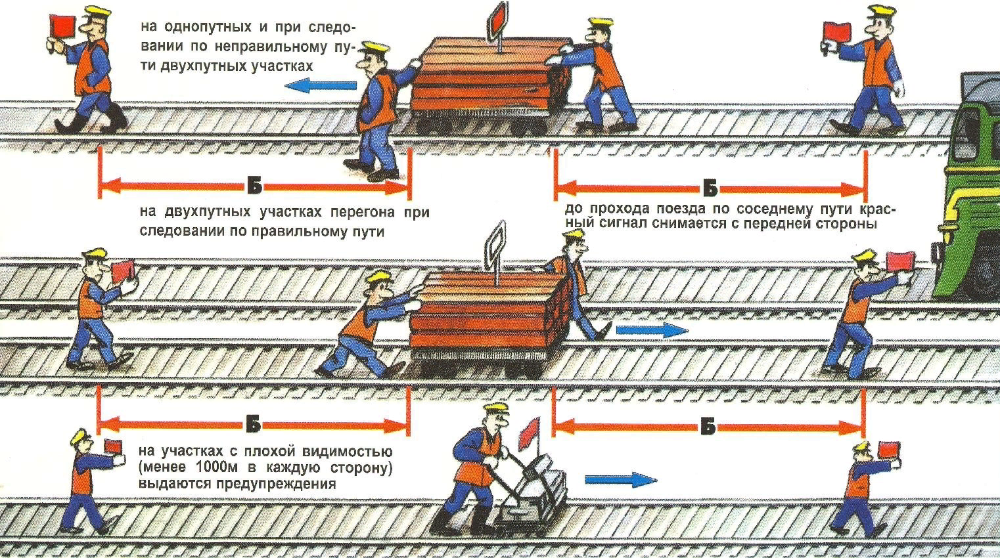 на однопутных и при следо-
вании по неправильному пу-
ти двухпутных участках
Б
Б
на двухпутных участках перегона при
следовании по правильному пути
до прохода поезда по соседнему пути крас-
ный сигнал снимается с передней стороны
Б
Б
на участках с плохой видимостью
(менее 1000м в каждую сторону)
выдаются предупреждения